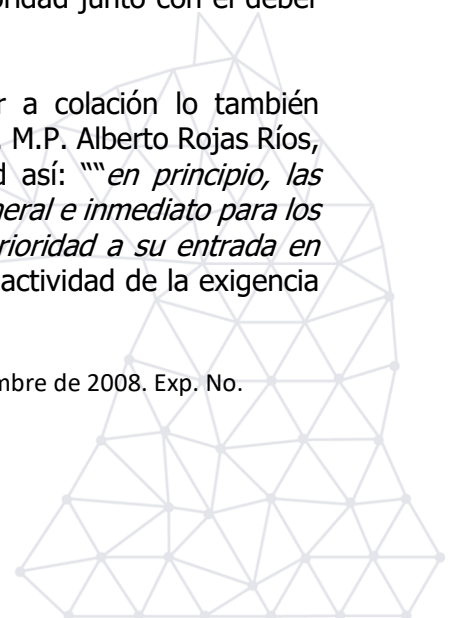 oridad junto con el deber
r a colación lo también
M.P. Alberto Rojas Ríos,
d así: ""en principio, las
neral e inmediato para los
rioridad a su entrada en
actividad de la exigencia
mbre de 2008. Exp. No.